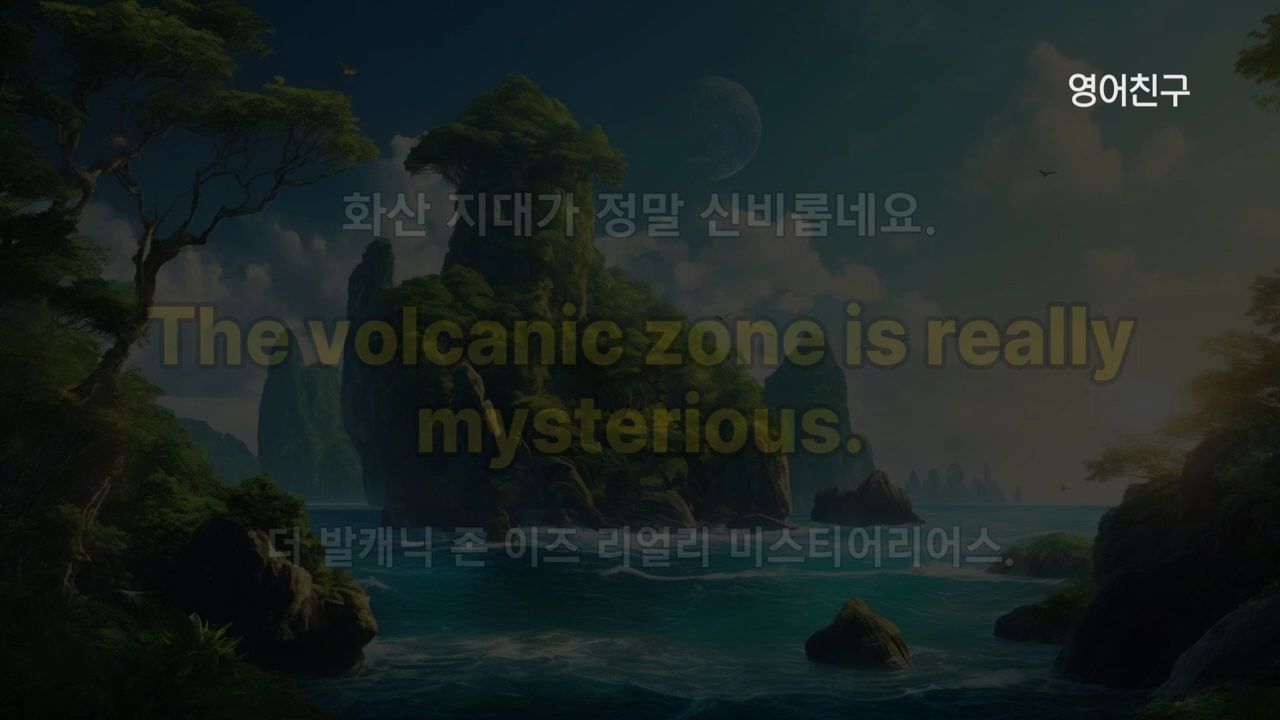 영어친구
화산 지대가 정말 신비롭네요.
The volcanic zone is really
mysterious.
더 발캐닉 존 이즈 리얼리 미스티어리어스.